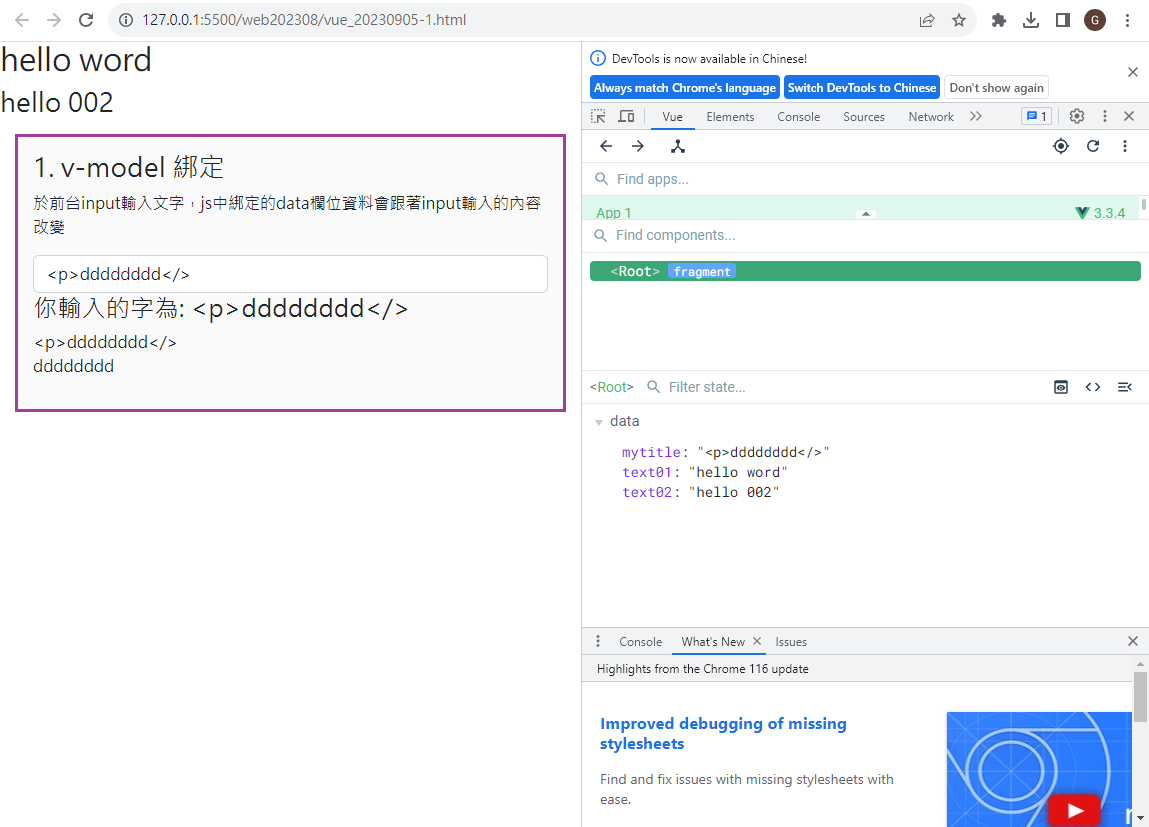 127.0.0.1:5500/web202308/vue_20230905-1.html
G
hello word
hello 002
1. v-model 綁定
於前台input輸入文字，js中綁定的data欄位資料會跟著input輸入的內容
改變
<p>dddddddd</>
你輸入的字為: <p>dddddddd</>
<p>dddddddd</>
dddddddd
DevTools is now available in Chinese!
Always match Chrome's language Switch DevTools to Chinese Don't show again
Vue Elements Console Sources Network 1
Find apps...
App 1 3.3.4
Find components...
<Root> fragment
<Root> Filter state...
data
mytitle: "<p>dddddddd</>"
text01: "hello word"
text02: "hello 002"
Console What's New Issues
Highlights from the Chrome 116 update
Improved debugging of missing
stylesheets
Find and fix issues with missing stylesheets with
ease.